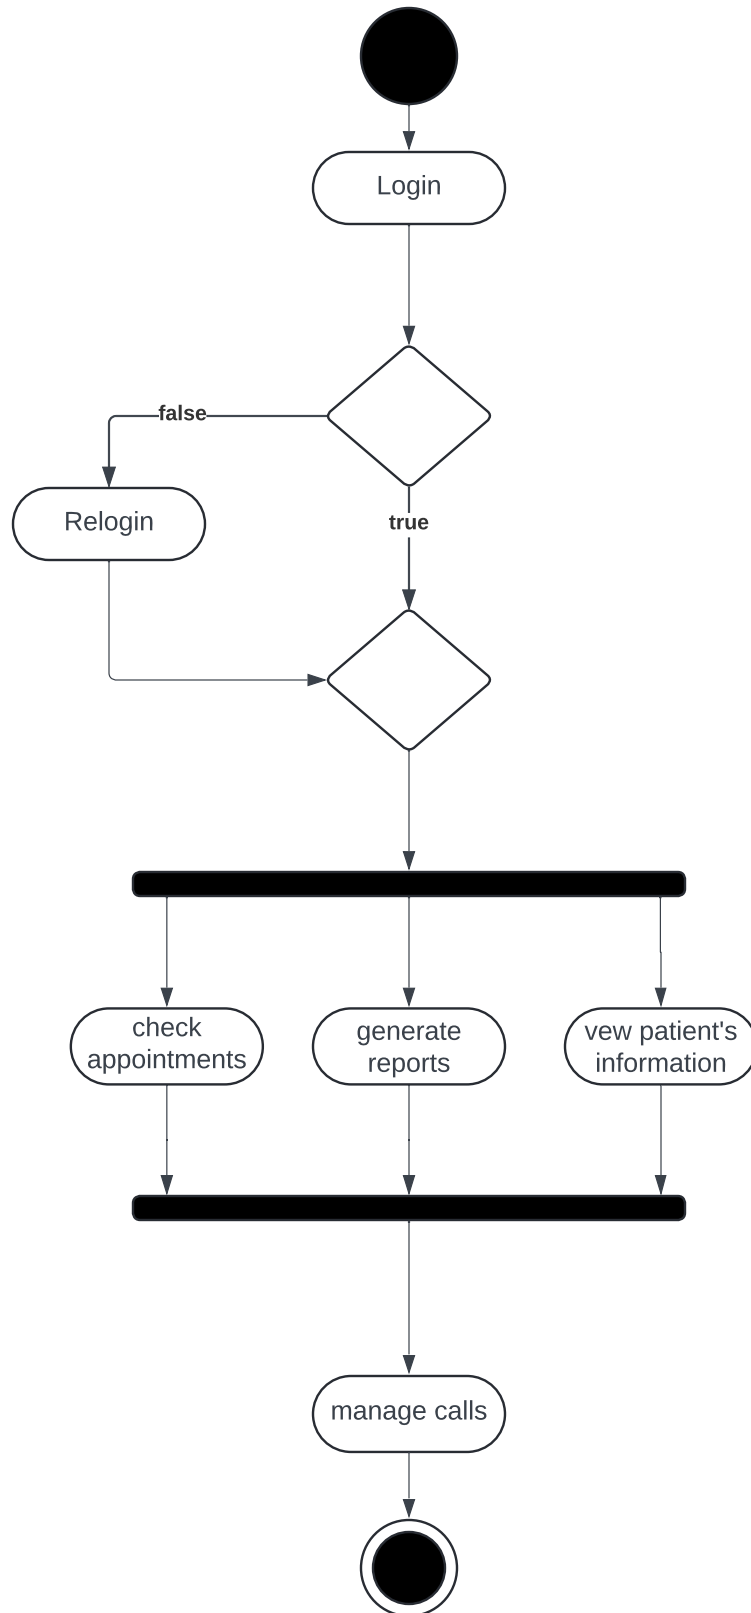 Login
false
Relogin
true
check
appointments
generate
reports
vew patient's
information
manage calls